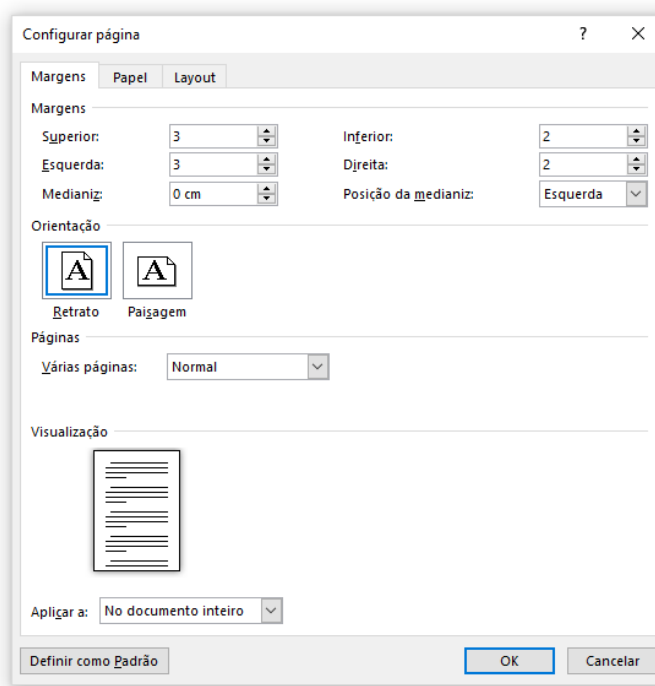 Configurar página ?
Margens Papel Layout
Margens
Superior: 3 Inferior: 2
Esquerda: 3 Direita: 2
Medianiz: 0 cm Posição da medianiz: Esquerda
Orientação
A A
Retrato Paisagem
Páginas
Várias páginas: Normal
Visualização
Aplicar a: No documento inteiro
Definir como Padrão OK Cancelar